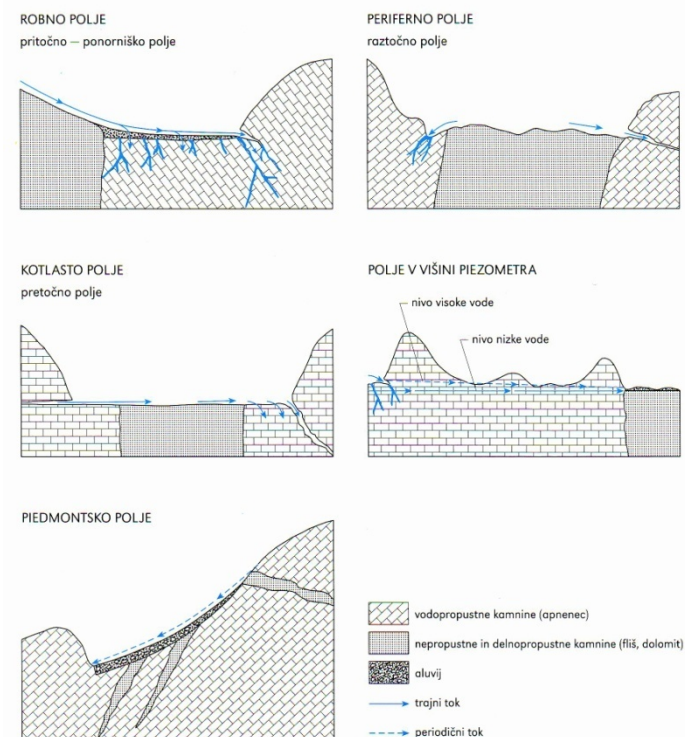 ROBNO POLJE
pritočno – ponorniško polje
PERIFERNO POLJE
raztočno polje
KOTLASTO POLJE
pretočno polje
POLJE V VIŠINI PIEZOMETRA
nivo visoke vode
nivo nizke vode
PIEDMONTSKO POLJE
vodopropustne kamnine (apnenec)
nepropustne in delnopropustne kamnine (fliš, dolomit)
aluvij
trajni tok
periodični tok